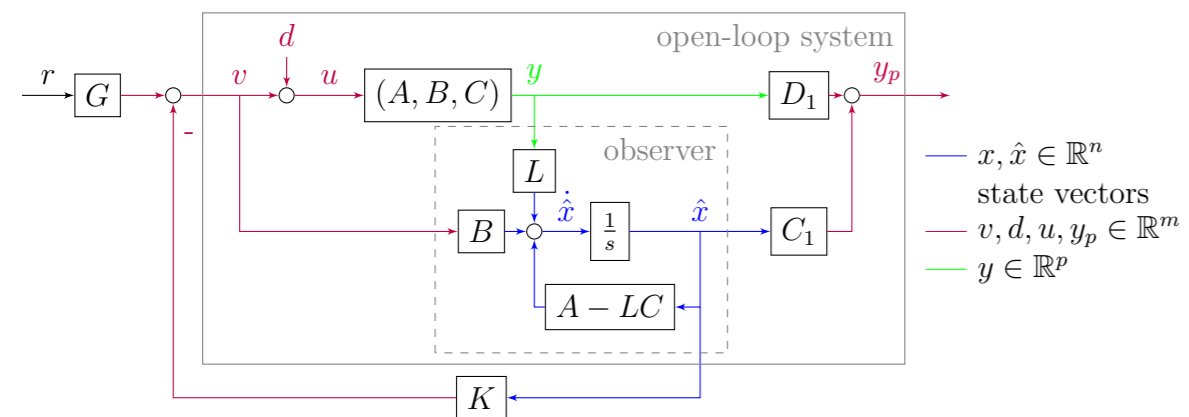 open-loop system
r
G
v
d
u
(A, B, C)
y
D₁
y_p
-
observer
L
B
ẋ̂
1/s
x̂
C₁
A − LC
K
x, x̂ ∈ ℝⁿ
state vectors
v, d, u, y_p ∈ ℝᵐ
y ∈ ℝᵖ